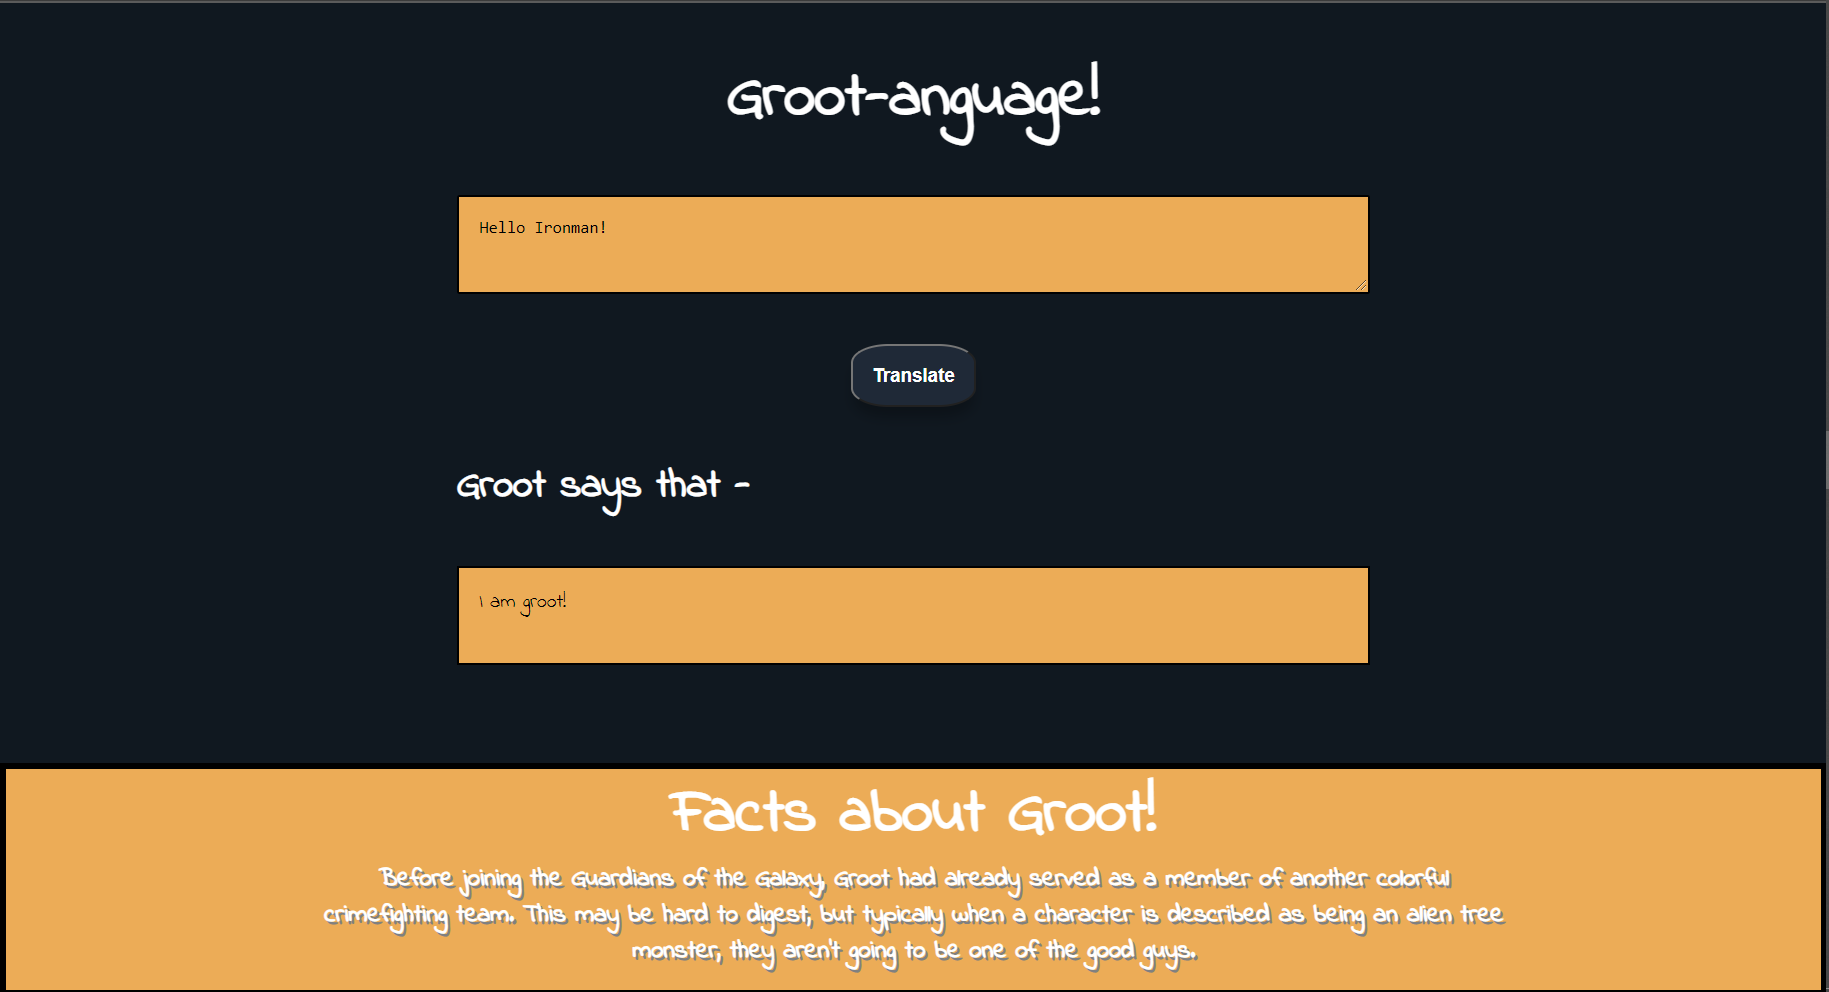 Groot-anguage!
Hello Ironman!
Translate
Groot says that -
I am groot!
Facts about Groot!
Before joining the Guardians of the Galaxy, Groot had already served as a member of another colorful
crimefighting team. This may be hard to digest, but typically when a character is described as being an alien tree
monster, they aren't going to be one of the good guys.